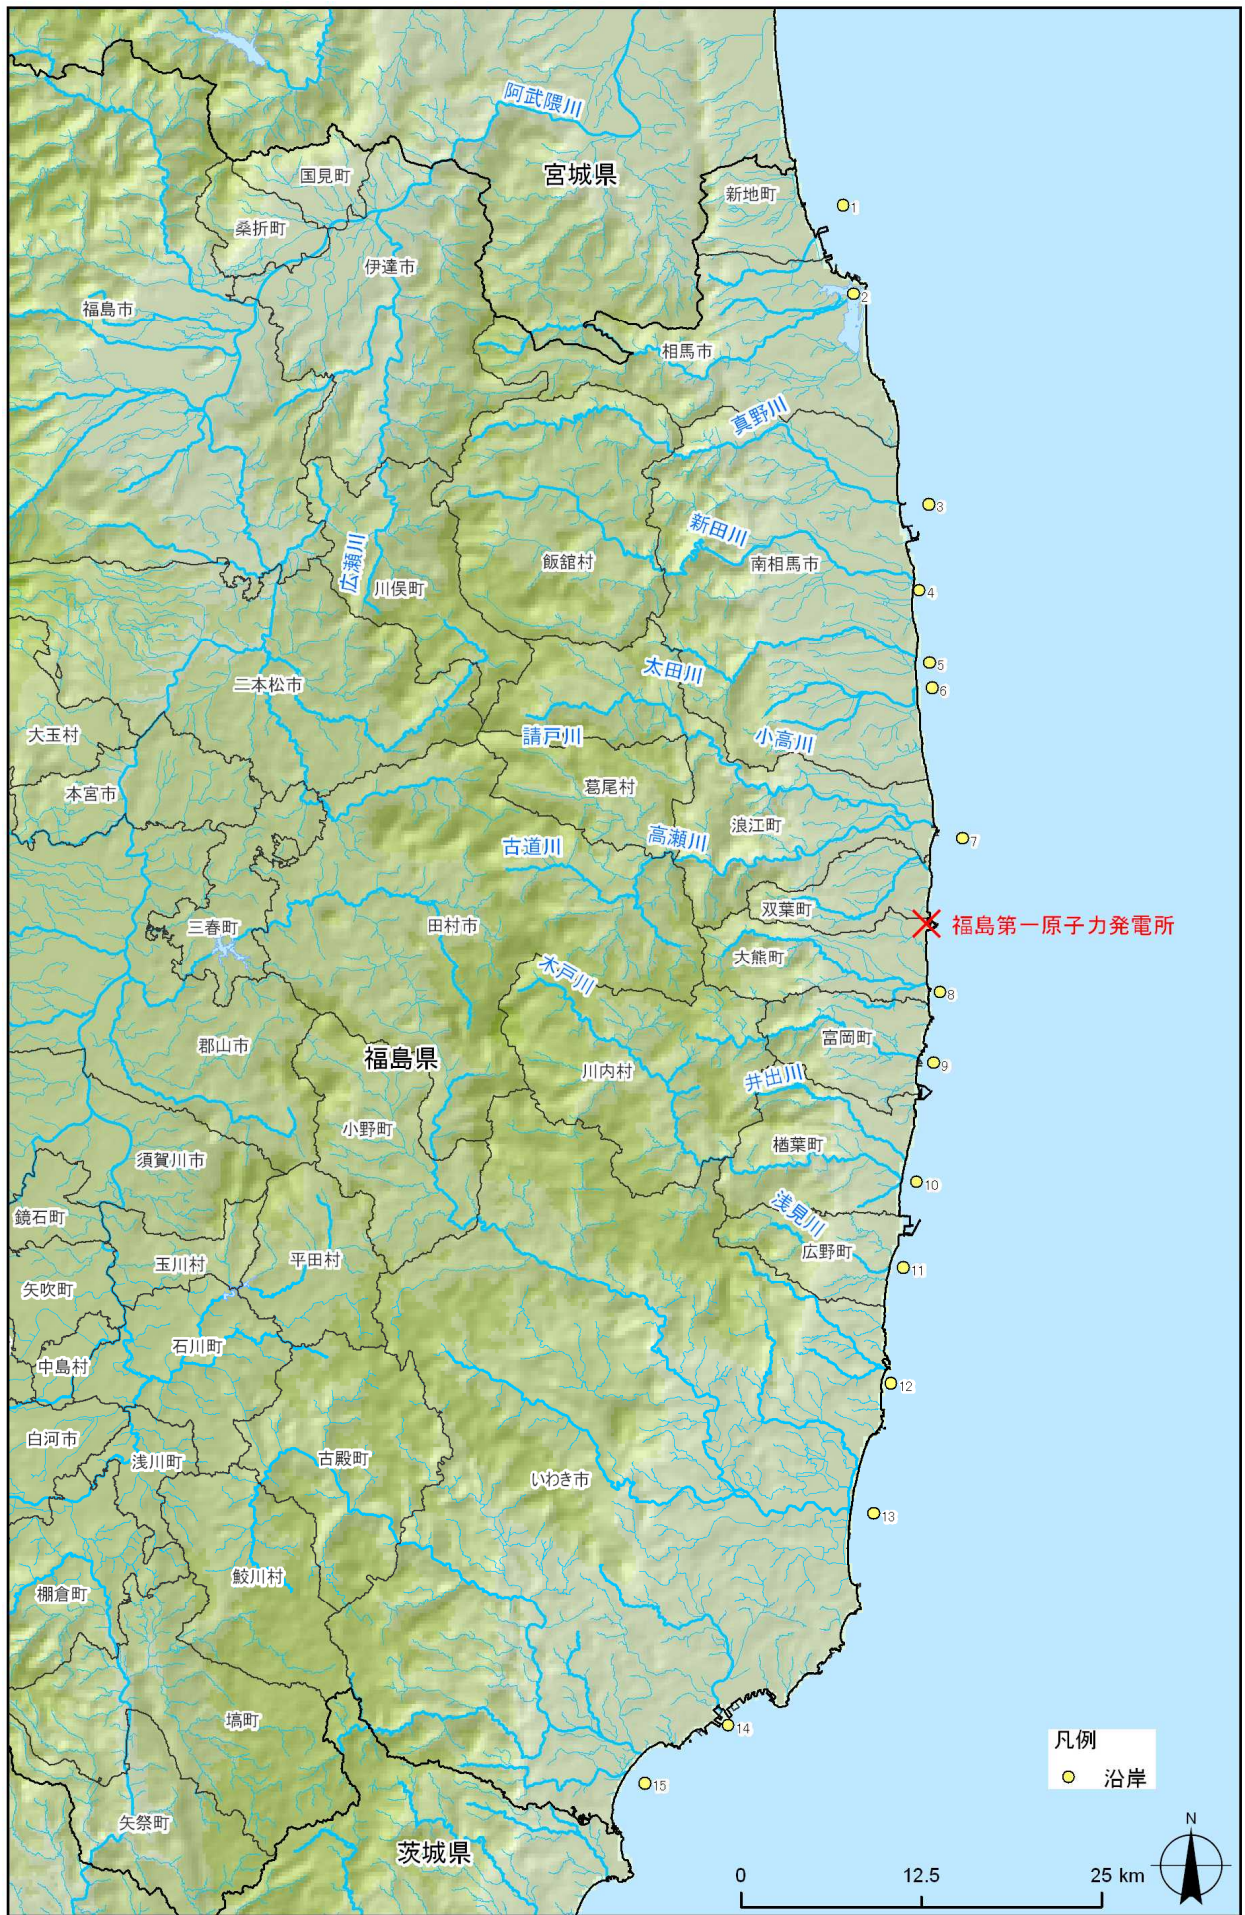 阿武隈川
宮城県
国見町
新地町
桑折町
1
伊達市
2
福島市
相馬市
真野川
3
新田川
飯舘村
南相馬市
広瀬川
川俣町
4
太田川
5
二本松市
6
大玉村
請戸川
小高川
葛尾村
本宮市
浪江町
高瀬川
7
古道川
双葉町
三春町
田村市
福島第一原子力発電所
大熊町
木戸川
8
富岡町
郡山市
福島県
9
川内村
井出川
小野町
楢葉町
須賀川市
10
鏡石町
浅見川
玉川村
平田村
広野町
11
矢吹町
石川町
中島村
12
白河市
浅川町
古殿町
いわき市
13
鮫川村
棚倉町
塙町
14
凡例
沿岸
15
矢祭町
茨城県
N
0 12.5 25 km